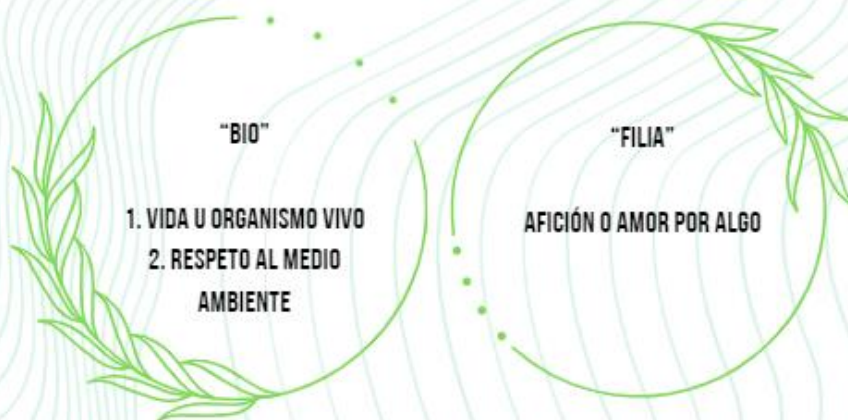 “BIO”
1. VIDA U ORGANISMO VIVO
2. RESPETO AL MEDIO
AMBIENTE
“FILIA”
AFICIÓN O AMOR POR ALGO